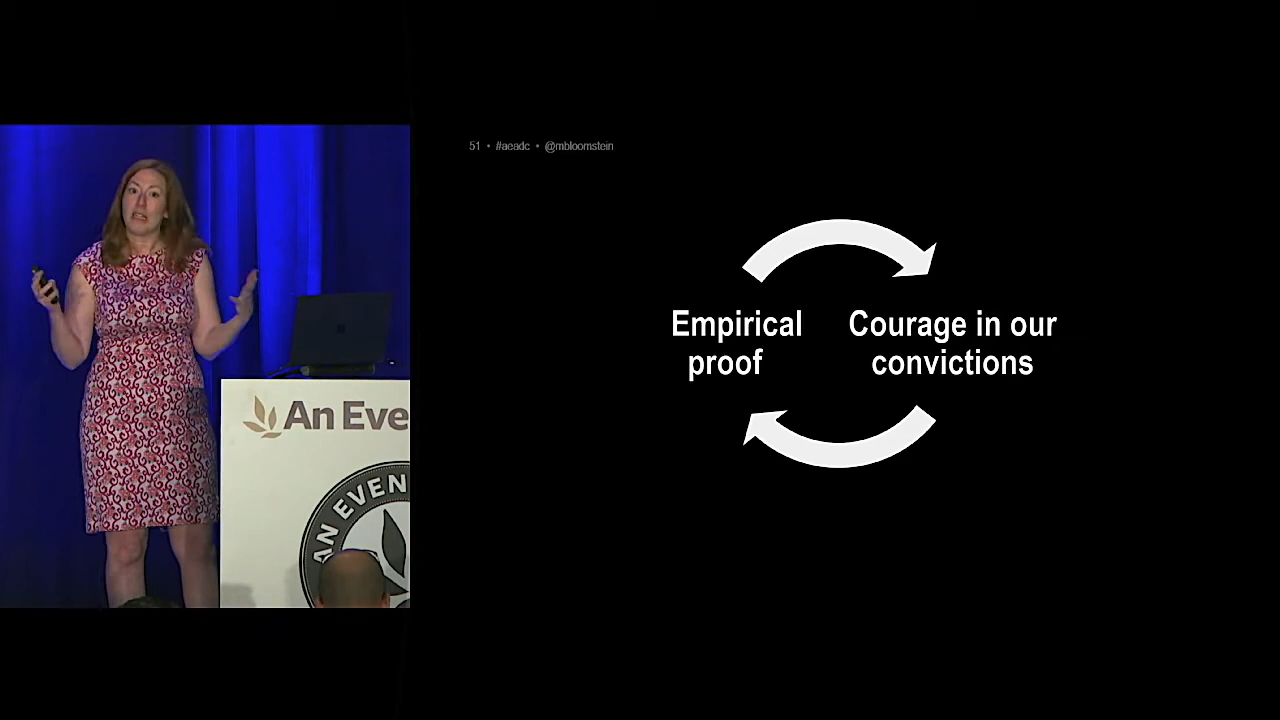 51 • #aeadc • @mbloomstein
Empirical
proof
Courage in our
convictions
An Eve
AN EVEN